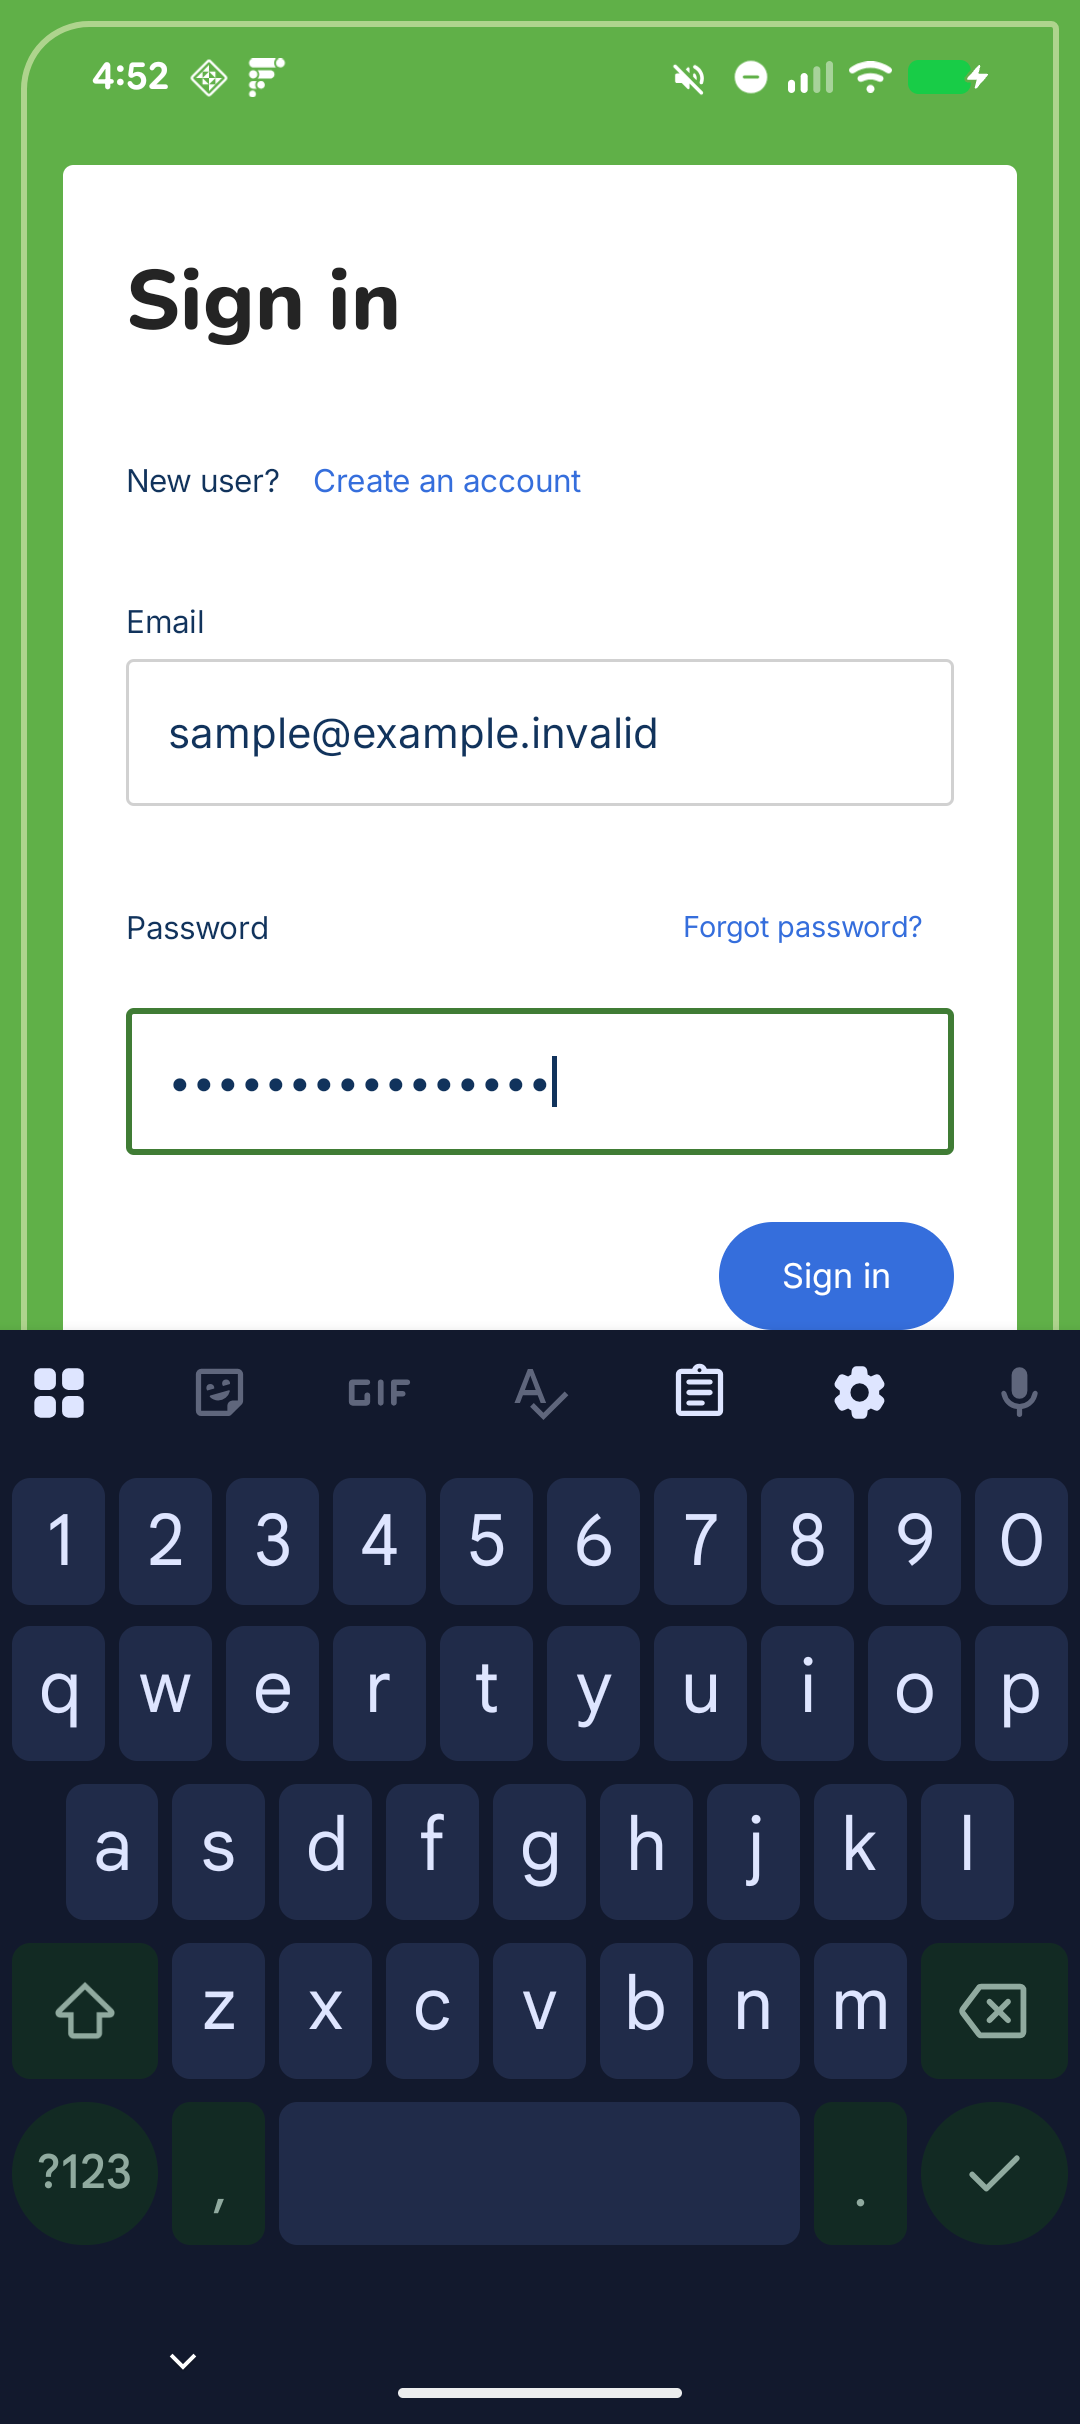 4:52
Sign in
New user? Create an account
Email
sample@example.invalid
Password Forgot password?
••••••••••••••••
Sign in
GIF
1 2 3 4 5 6 7 8 9 0
q w e r t y u i o p
a s d f g h j k l
z x c v b n m
?123 , .